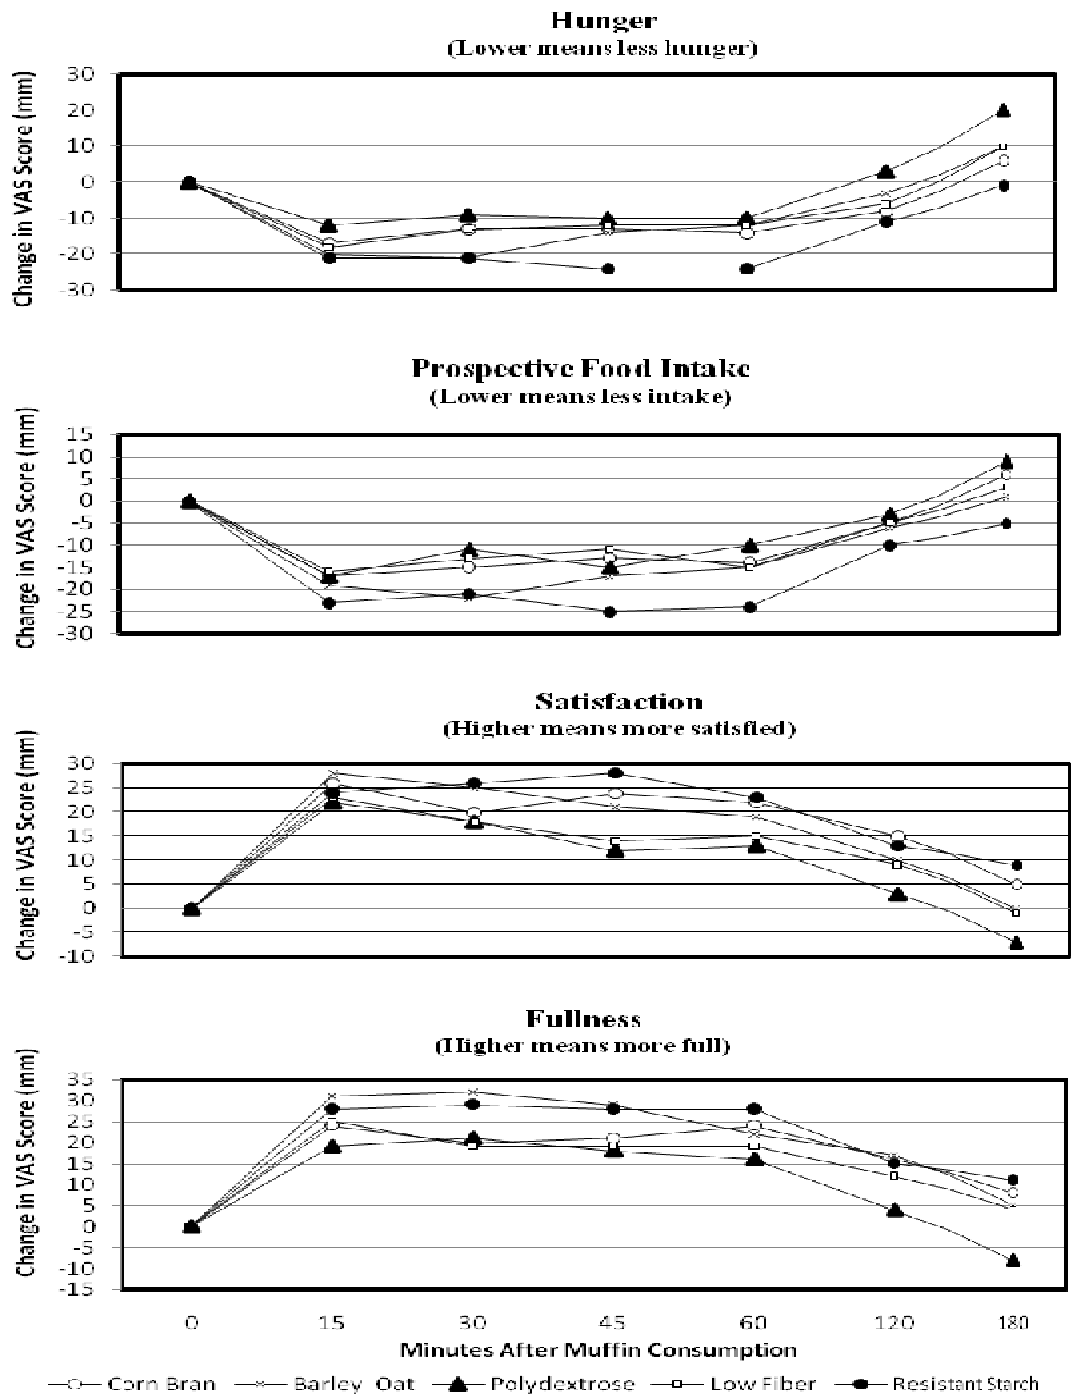 Hunger
(Lower means less hunger)
Change in VAS Score (mm)
30
20
10
0
-10
-20
-30
Prospective Food Intake
(Lower means less intake)
Change in VAS Score (mm)
15
10
5
0
-5
-10
-15
-20
-25
-30
Satisfaction
(Higher means more satisfied)
Change in VAS Score (mm)
30
25
20
15
10
5
0
-5
-10
Fullness
(Higher means more full)
Change in VAS Score (mm)
35
30
25
20
15
10
5
0
-5
-10
-15
0 15 30 45 60 120 180
Minutes After Muffin Consumption
Corn Bran Barley Oat Polydextrose Low Fiber Resistant Starch